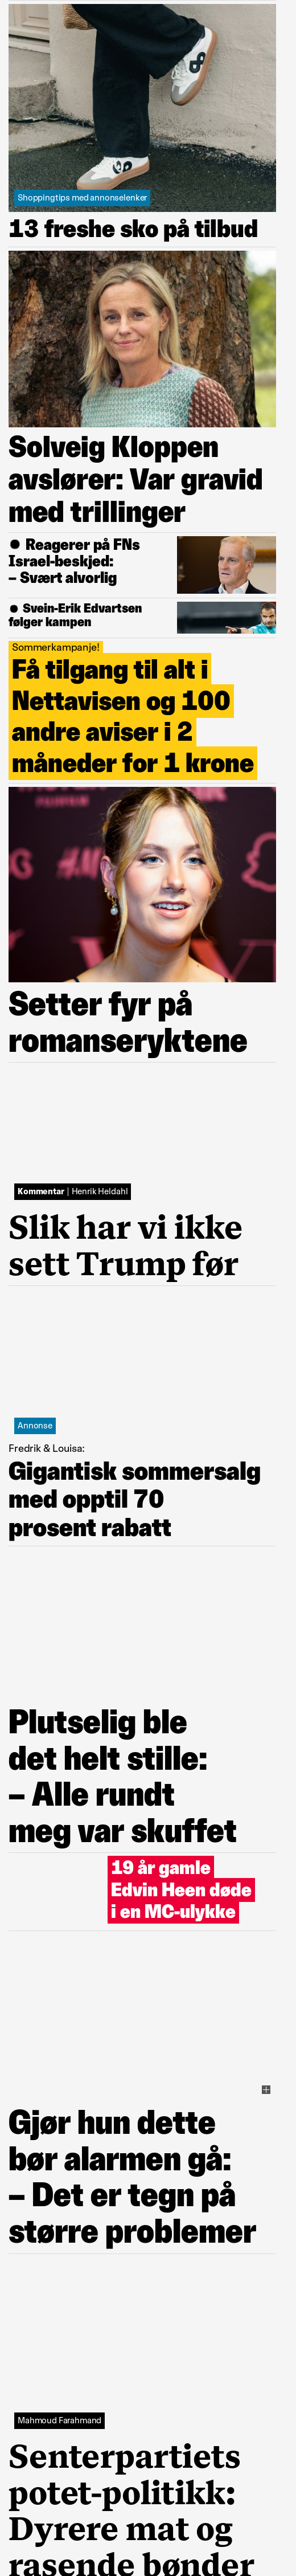 Shoppingtips med annonselenker
13 freshe sko på tilbud
Solveig Kloppen
avslører: Var gravid
med trillinger
Reagerer på FNs
Israel-beskjed:
– Svært alvorlig
Svein-Erik Edvartsen
følger kampen
Sommerkampanje!
Få tilgang til alt i
Nettavisen og 100
andre aviser i 2
måneder for 1 krone
Setter fyr på
romanseryktene
Kommentar | Henrik Heldahl
Slik har vi ikke
sett Trump før
Annonse
Fredrik & Louisa:
Gigantisk sommersalg
med opptil 70
prosent rabatt
Plutselig ble
det helt stille:
– Alle rundt
meg var skuffet
19 år gamle
Edvin Heen døde
i en MC-ulykke
Gjør hun dette
bør alarmen gå:
– Det er tegn på
større problemer
Mahmoud Farahmand
Senterpartiets
potet-politikk:
Dyrere mat og
rasende bønder